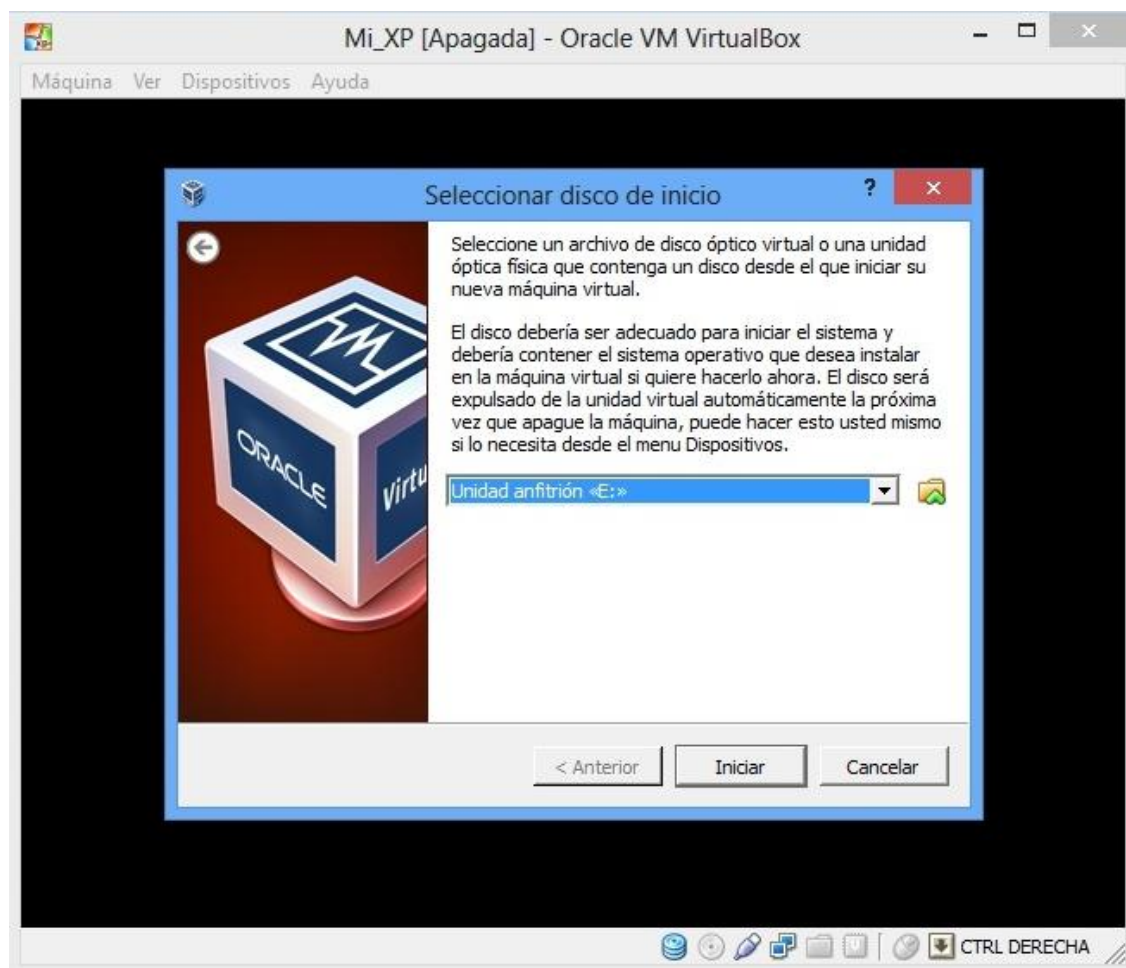 Mi_XP [Apagada] - Oracle VM VirtualBox
Máquina Ver Dispositivos Ayuda
Seleccionar disco de inicio
Seleccione un archivo de disco óptico virtual o una unidad
óptica física que contenga un disco desde el que iniciar su
nueva máquina virtual.
El disco debería ser adecuado para iniciar el sistema y
debería contener el sistema operativo que desea instalar
en la máquina virtual si quiere hacerlo ahora. El disco será
expulsado de la unidad virtual automáticamente la próxima
vez que apague la máquina, puede hacer esto usted mismo
si lo necesita desde el menu Dispositivos.
ORACLE
Virtu
Unidad anfitrión «E:»
< Anterior Iniciar Cancelar
CTRL DERECHA